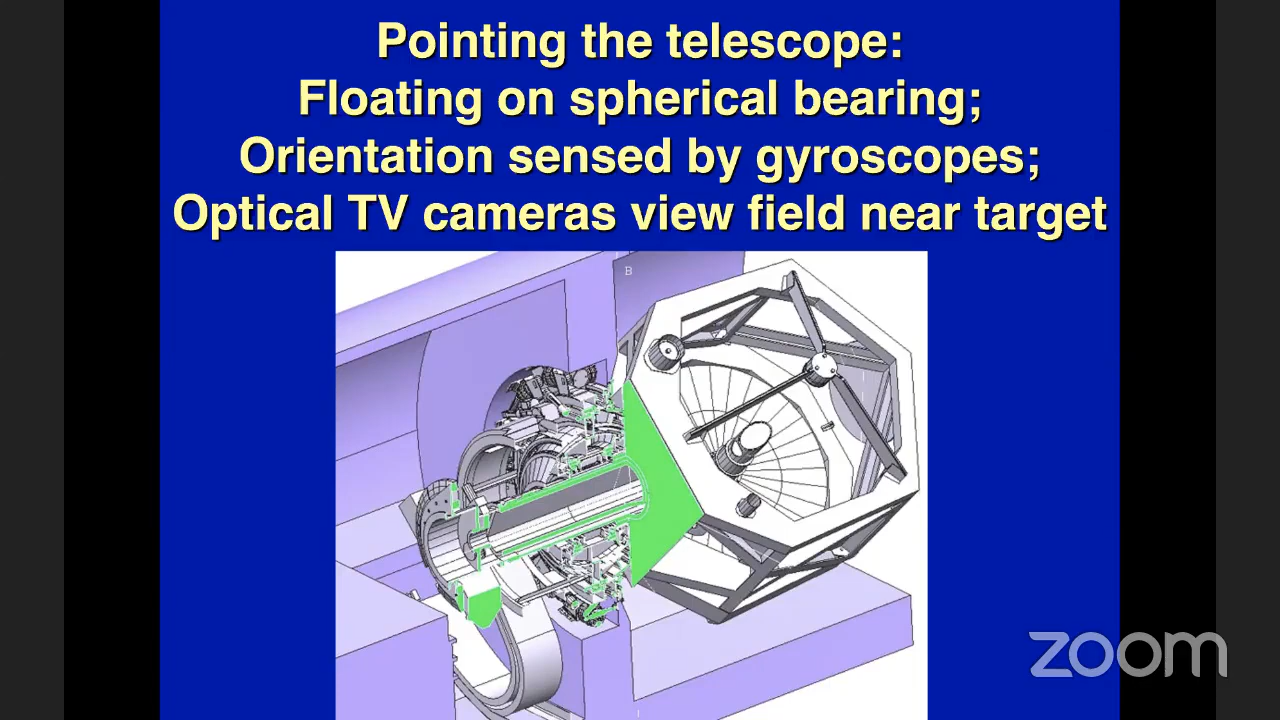 Pointing the telescope:
Floating on spherical bearing;
Orientation sensed by gyroscopes;
Optical TV cameras view field near target
B
zoom